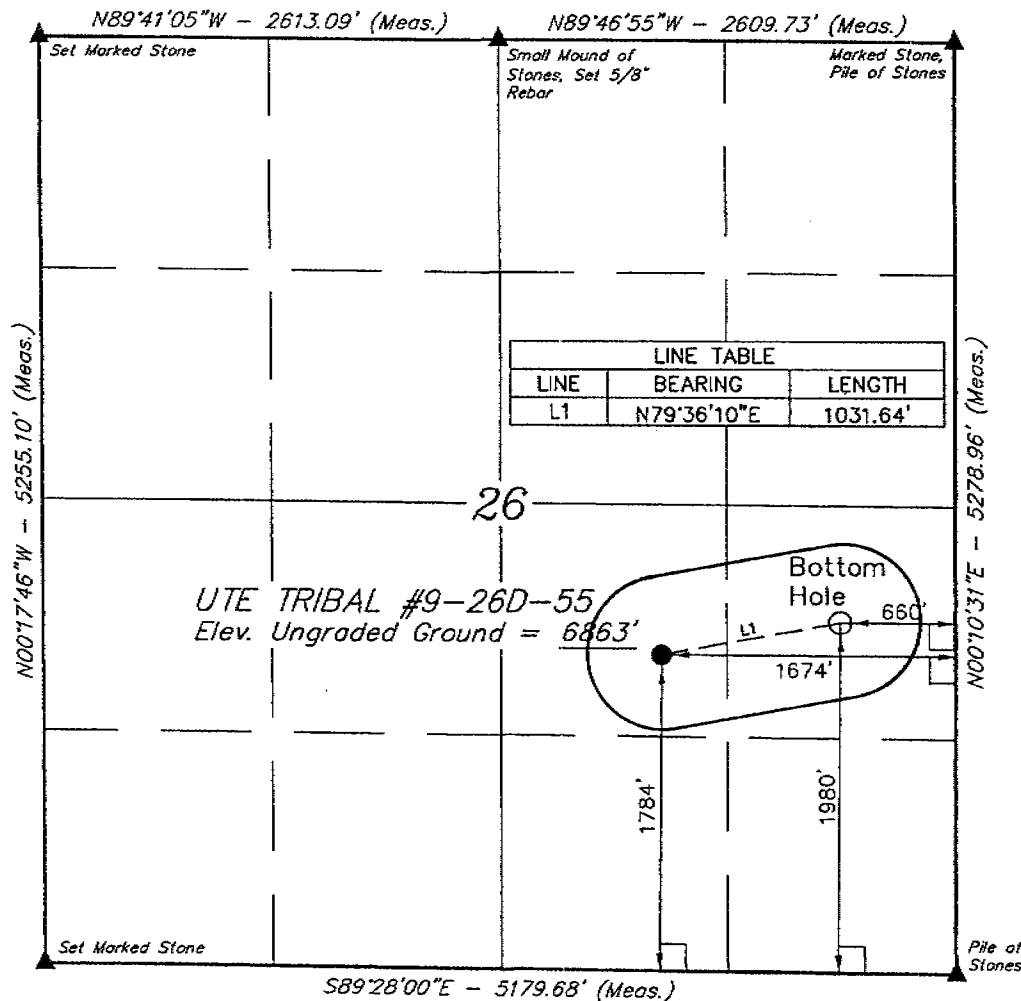 N89°41'05"W - 2613.09' (Meas.)
N89°46'55"W - 2609.73' (Meas.)
Set Marked Stone
Small Mound of
Stones, Set 5/8"
Rebar
Marked Stone,
Pile of Stones
N00°17'46"W - 5255.10' (Meas.)
LINE TABLE
LINE BEARING LENGTH
L1 N79°36'10"E 1031.64'
N00°10'31"E - 5278.96' (Meas.)
26
Bottom
Hole
UTE TRIBAL #9-26D-55
Elev. Ungraded Ground = 6863'
L1
660'
1674'
1784'
1980'
Set Marked Stone
Pile of
Stones
S89°28'00"E - 5179.68' (Meas.)